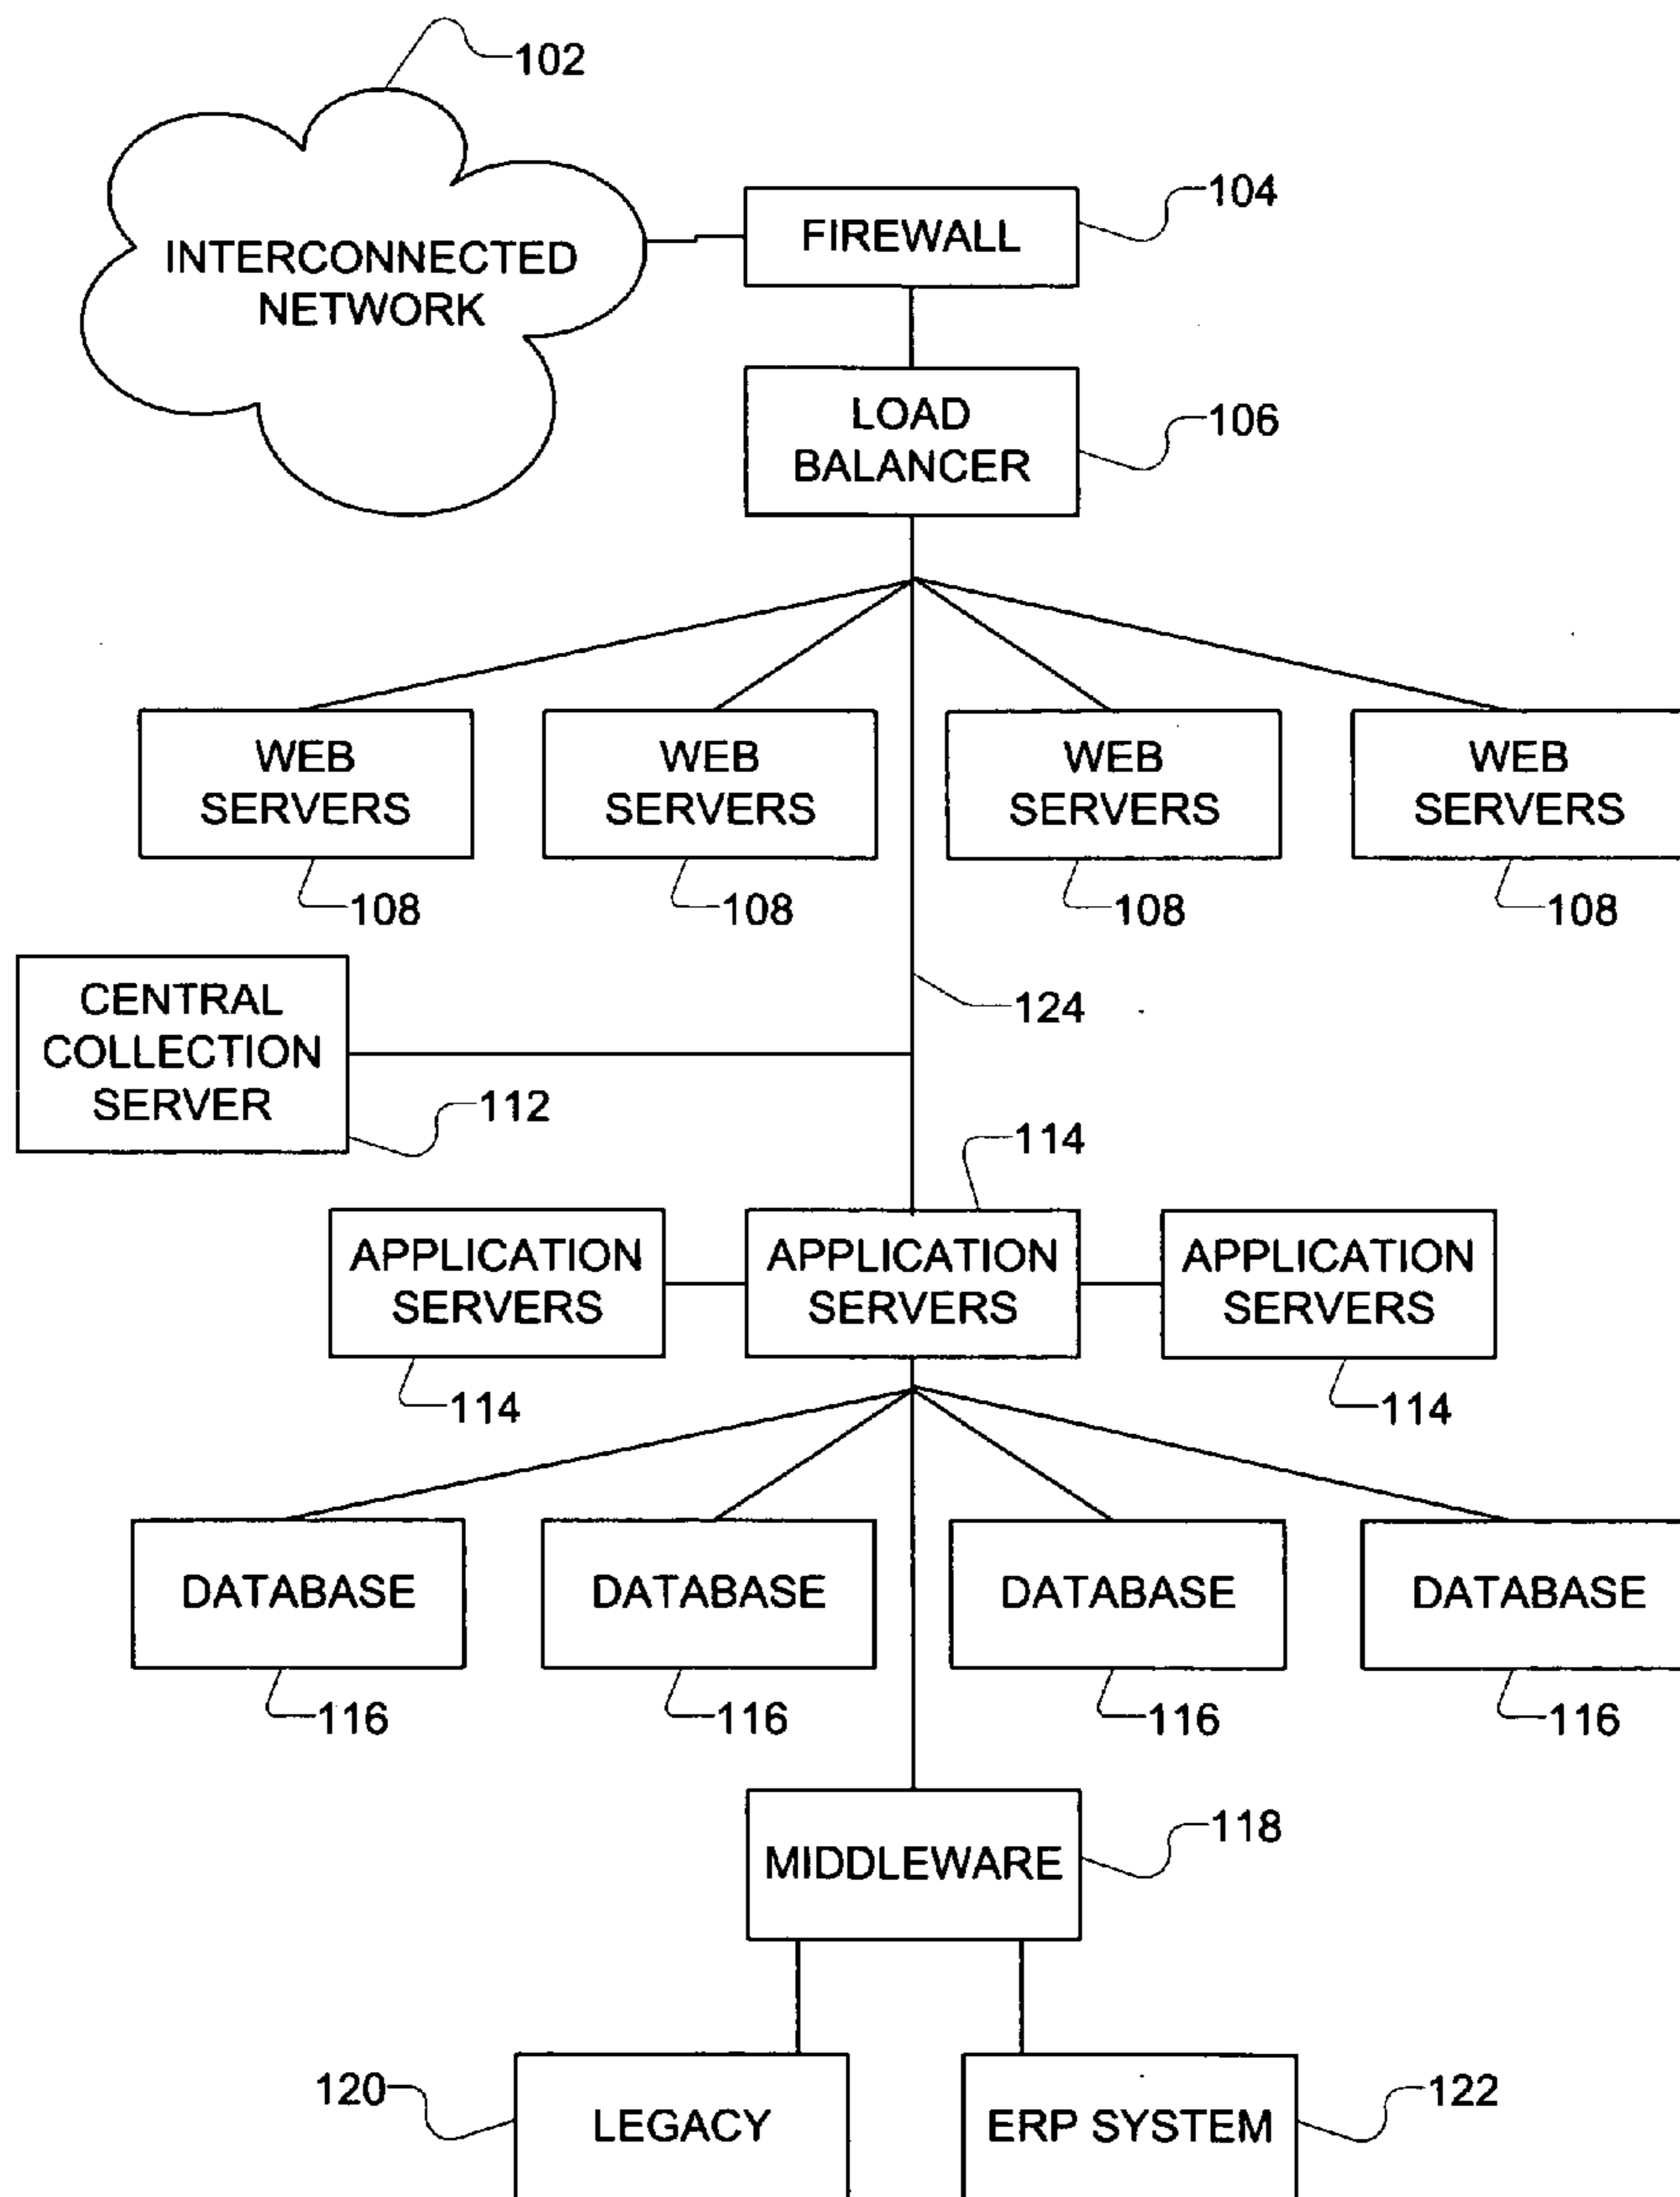 102
104
FIREWALL
INTERCONNECTED
NETWORK
LOAD
BALANCER
106
WEB
SERVERS
WEB
SERVERS
WEB
SERVERS
WEB
SERVERS
108
108
108
108
CENTRAL
COLLECTION
SERVER
124
112
114
APPLICATION
SERVERS
APPLICATION
SERVERS
APPLICATION
SERVERS
114
114
DATABASE
DATABASE
DATABASE
DATABASE
116
116
116
116
118
MIDDLEWARE
120
LEGACY
ERP SYSTEM
122